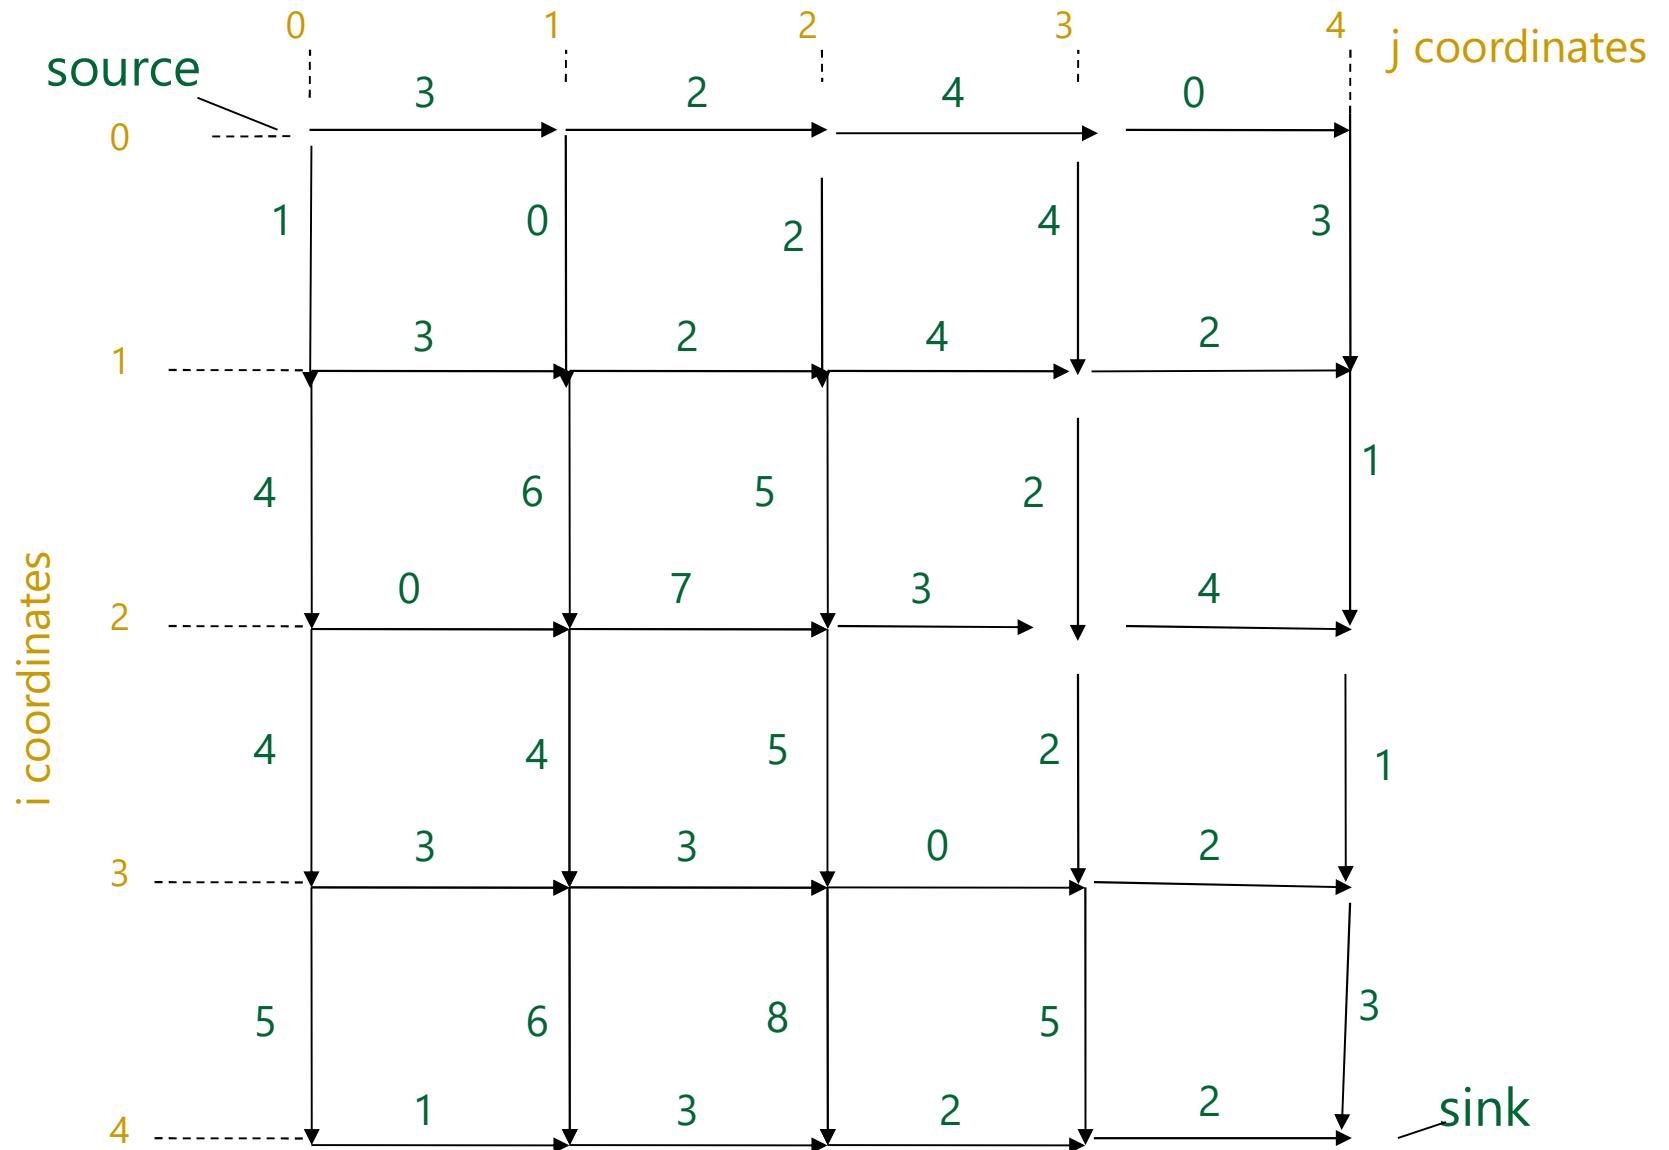 0 1 2 3 4
j coordinates
source
3 2 4 0
0
1 0 2 4 3
3 2 4 2
1
4 6 5 2 1
0 7 3 4
2
i coordinates
4 4 5 2 1
3 3 0 2
3
5 6 8 5 3
1 3 2 2
sink
4